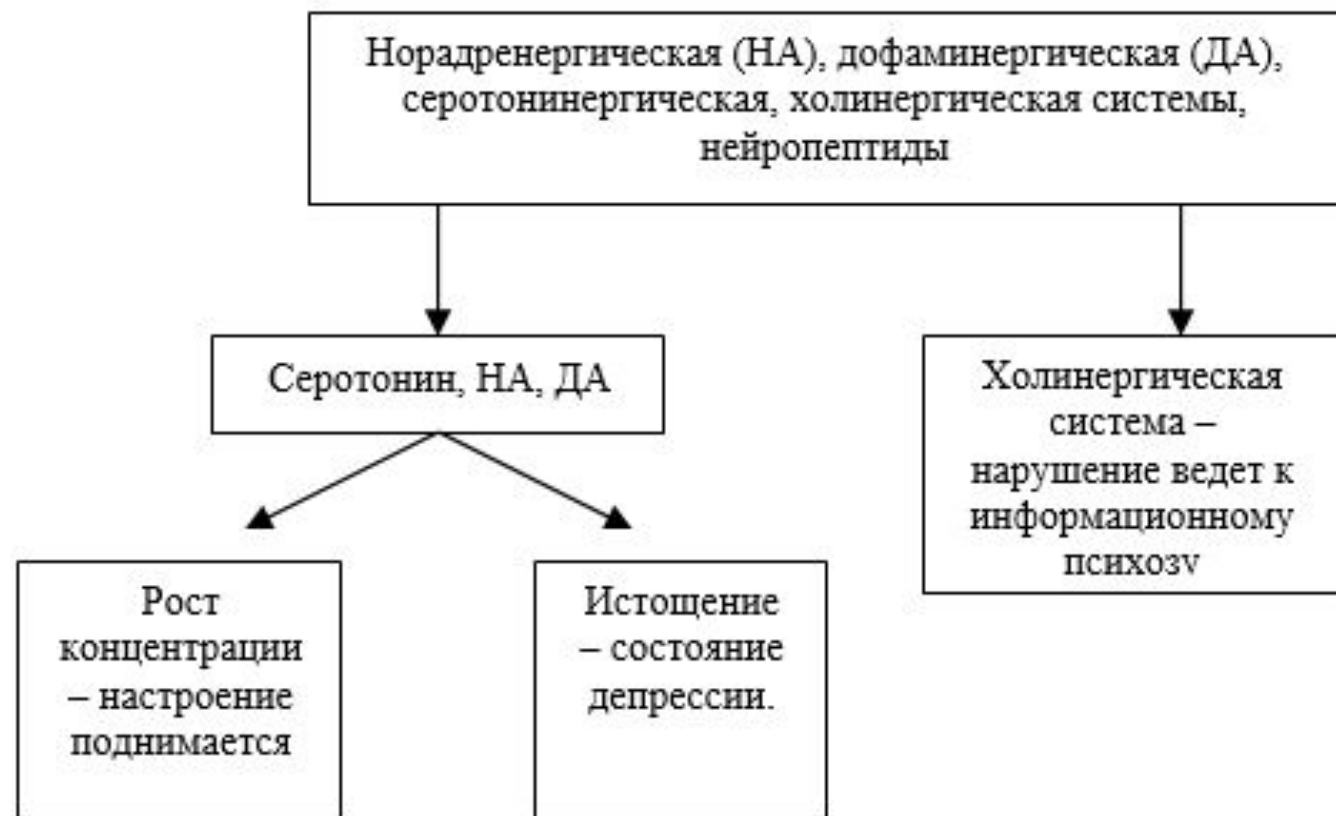 Норадренергическая (НА), дофаминергическая (ДА),
серотонинергическая, холинергическая системы,
нейропептиды
Серотонин, НА, ДА
Холинергическая
система –
нарушение ведет к
информационному
психозу
Рост
концентрации
– настроение
поднимается
Истощение
– состояние
депрессии.